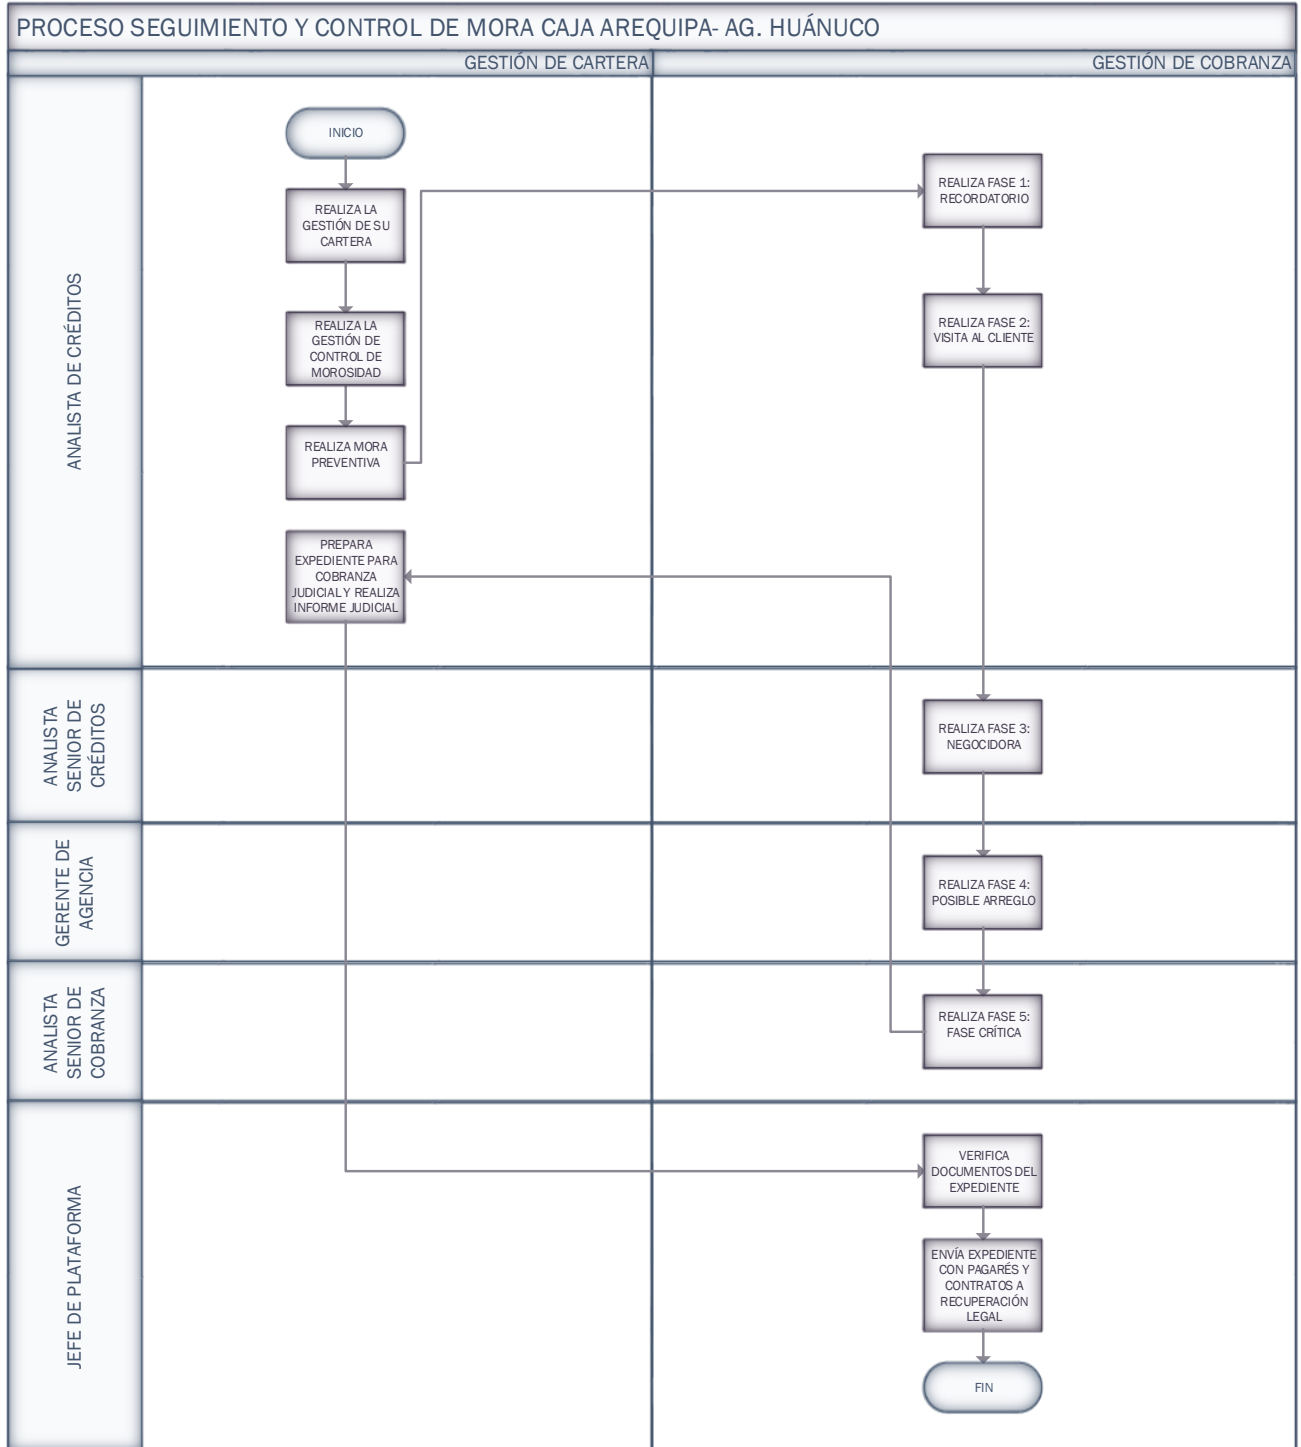 PROCESO SEGUIMIENTO Y CONTROL DE MORA CAJA AREQUIPA- AG. HUÁNUCO
GESTIÓN DE CARTERA
GESTIÓN DE COBRANZA
ANALISTA DE CRÉDITOS
INICIO
REALIZA LA
GESTIÓN DE SU
CARTERA
REALIZA LA
GESTIÓN DE
CONTROL DE
MOROSIDAD
REALIZA MORA
PREVENTIVA
REALIZA FASE 1:
RECORDATORIO
REALIZA FASE 2:
VISITA AL CLIENTE
PREPARA
EXPEDIENTE PARA
COBRANZA
JUDICIAL Y REALIZA
INFORME JUDICIAL
ANALISTA
SENIOR DE
CRÉDITOS
REALIZA FASE 3:
NEGOCIDORA
GERENTE DE
AGENCIA
REALIZA FASE 4:
POSIBLE ARREGLO
ANALISTA
SENIOR DE
COBRANZA
REALIZA FASE 5:
FASE CRÍTICA
JEFE DE PLATAFORMA
VERIFICA
DOCUMENTOS DEL
EXPEDIENTE
ENVÍA EXPEDIENTE
CON PAGARÉS Y
CONTRATOS A
RECUPERACIÓN
LEGAL
FIN